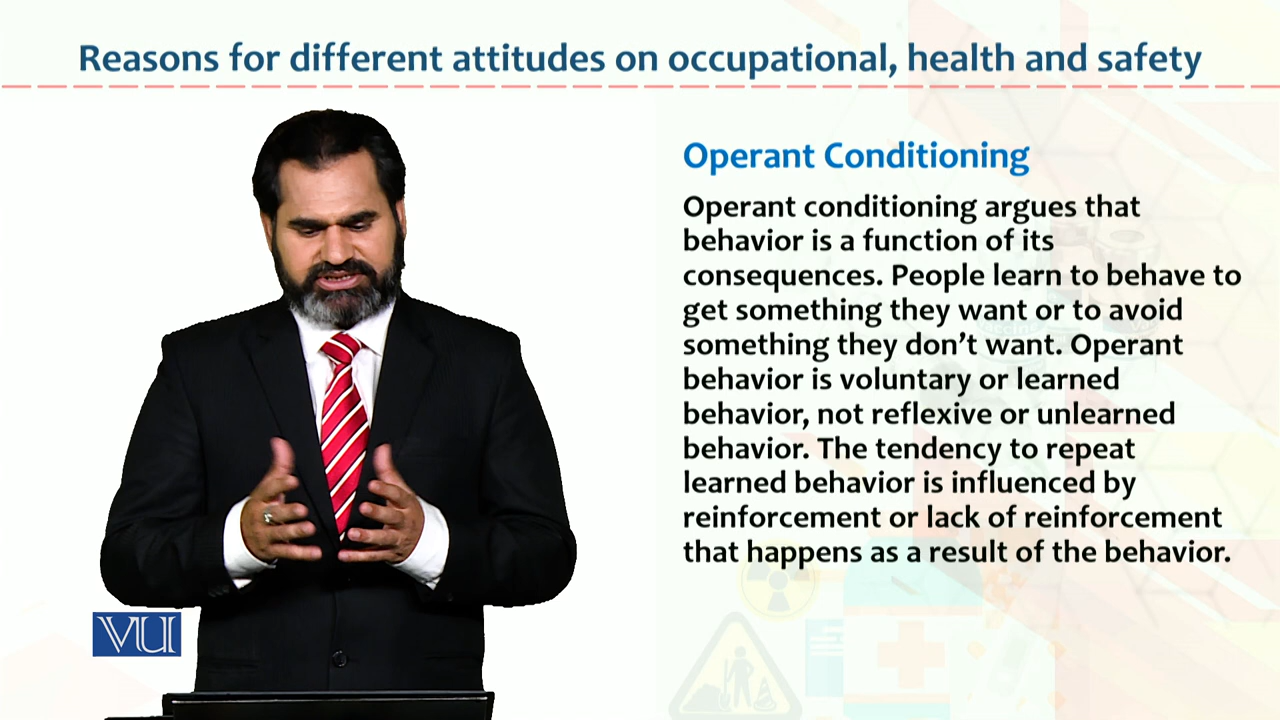 Reasons for different attitudes on occupational, health and safety
Operant Conditioning
Operant conditioning argues that
behavior is a function of its
consequences. People learn to behave to
get something they want or to avoid
something they don’t want. Operant
behavior is voluntary or learned
behavior, not reflexive or unlearned
behavior. The tendency to repeat
learned behavior is influenced by
reinforcement or lack of reinforcement
that happens as a result of the behavior.
VU